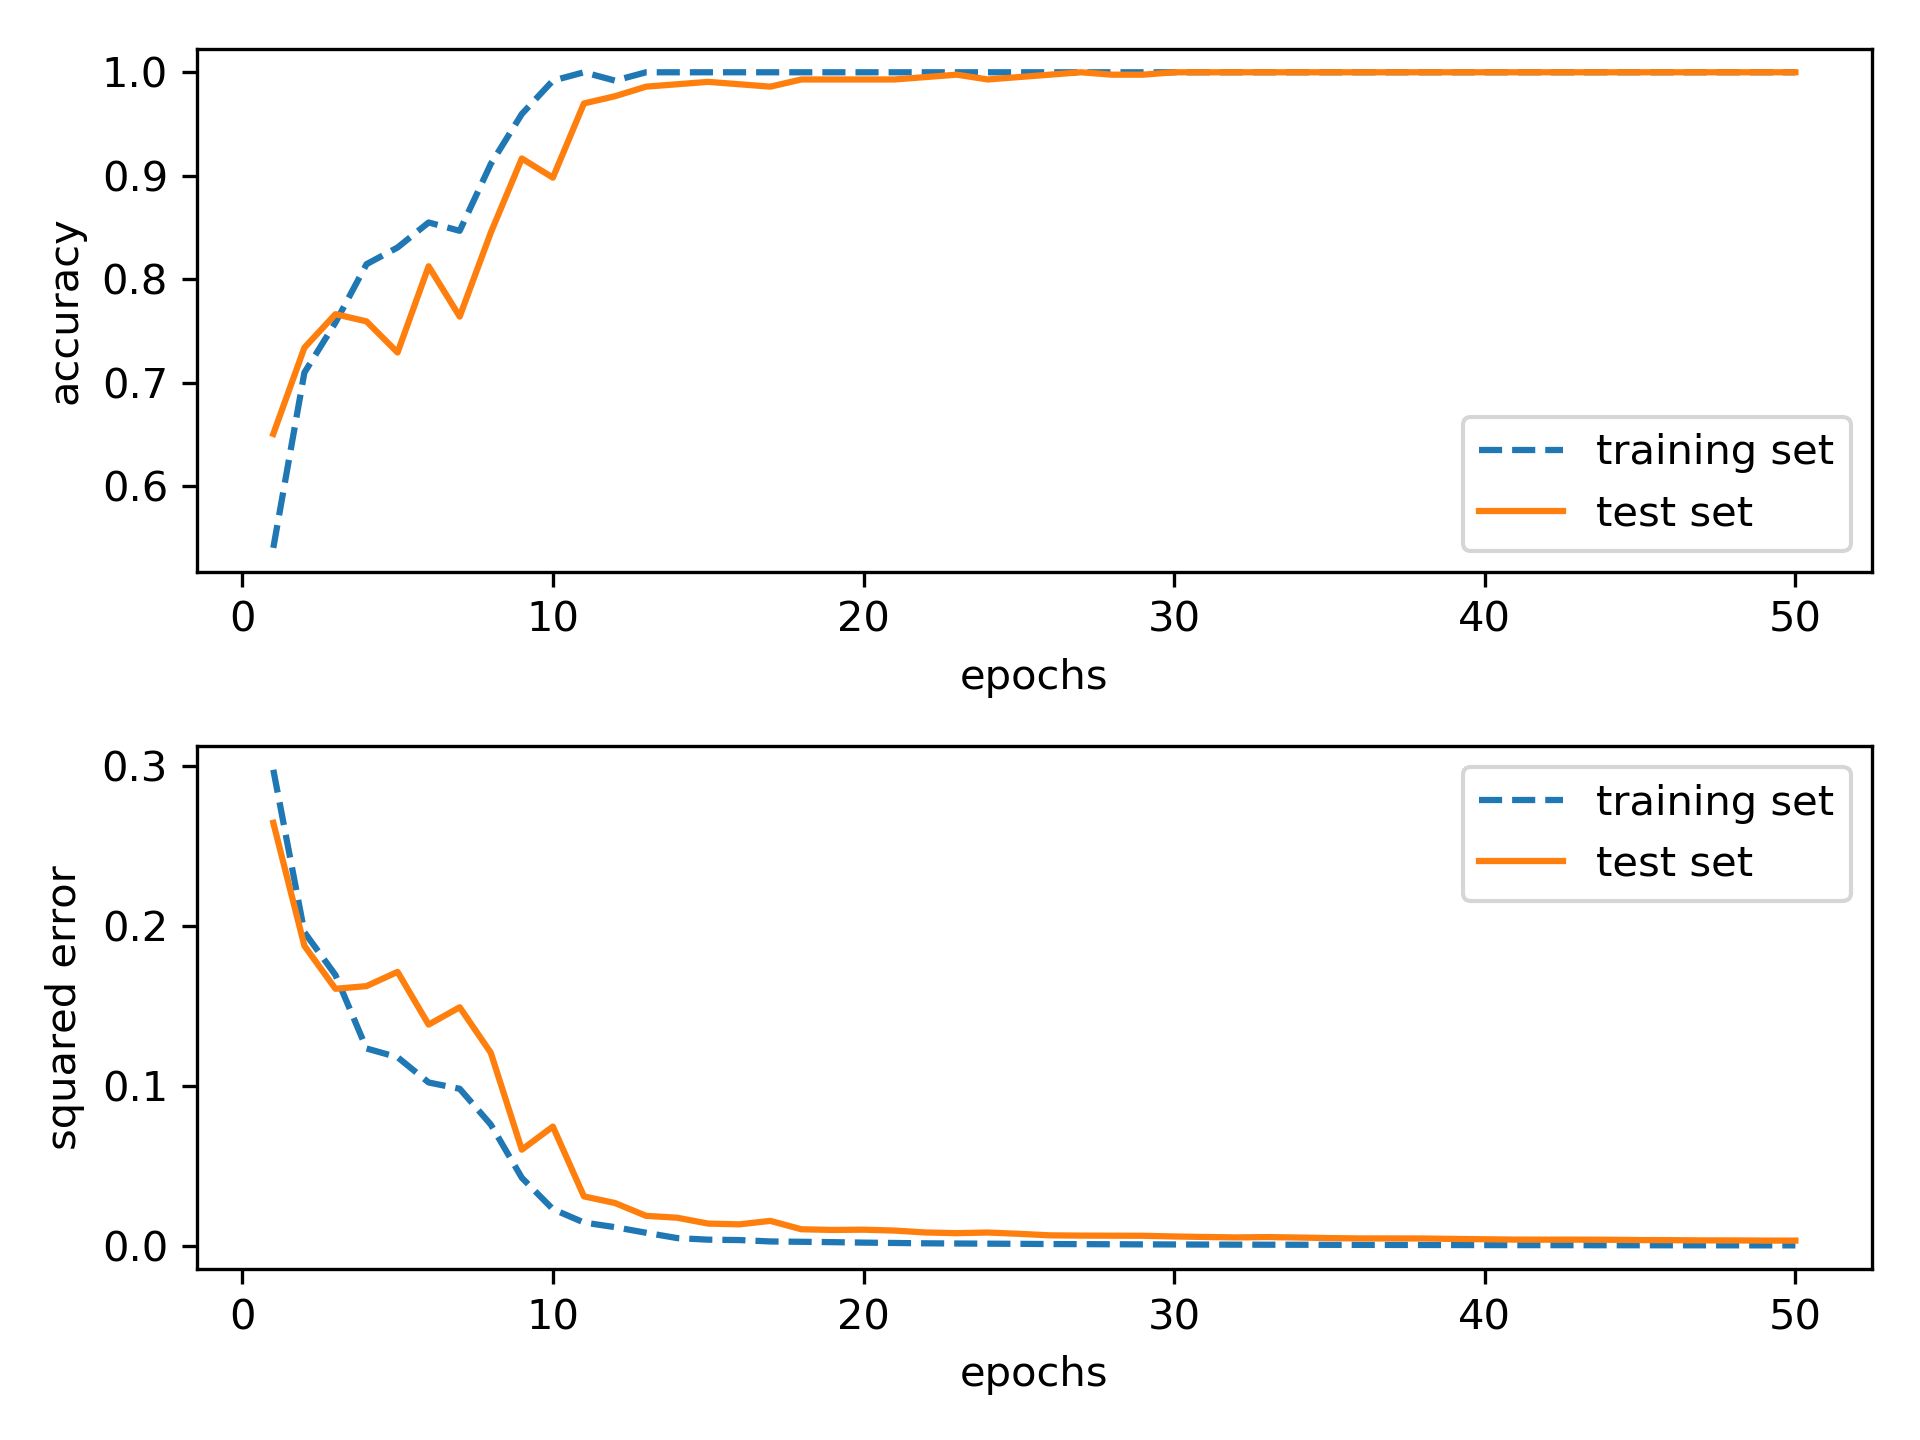 1.0
0.9
0.8
0.7
0.6
accuracy
training set
test set
0 10 20 30 40 50
epochs
0.3
0.2
0.1
0.0
squared error
training set
test set
0 10 20 30 40 50
epochs